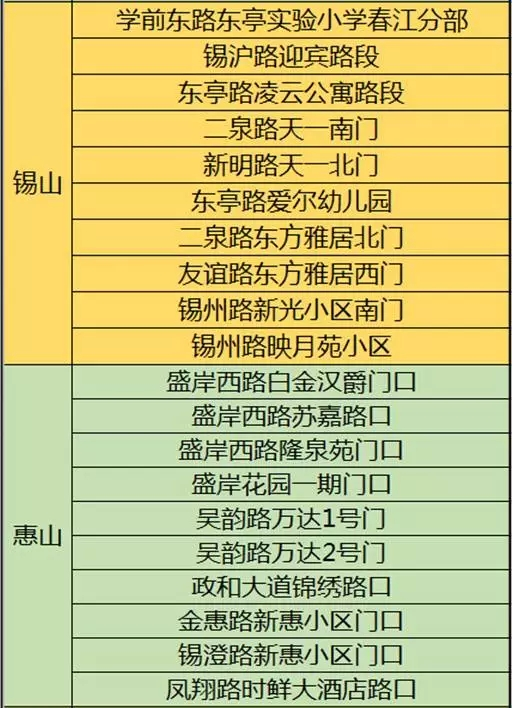 锡山
学前东路东亭实验小学春江分部
锡沪路迎宾路段
东亭路凌云公寓路段
二泉路天一南门
新明路天一北门
东亭路爱尔幼儿园
二泉路东方雅居北门
友谊路东方雅居西门
锡州路新光小区南门
锡州路映月苑小区
惠山
盛岸西路白金汉爵门口
盛岸西路苏嘉路口
盛岸西路隆泉苑门口
盛岸花园一期门口
吴韵路万达1号门
吴韵路万达2号门
政和大道锦绣路口
金惠路新惠小区门口
锡澄路新惠小区门口
凤翔路时鲜大酒店路口